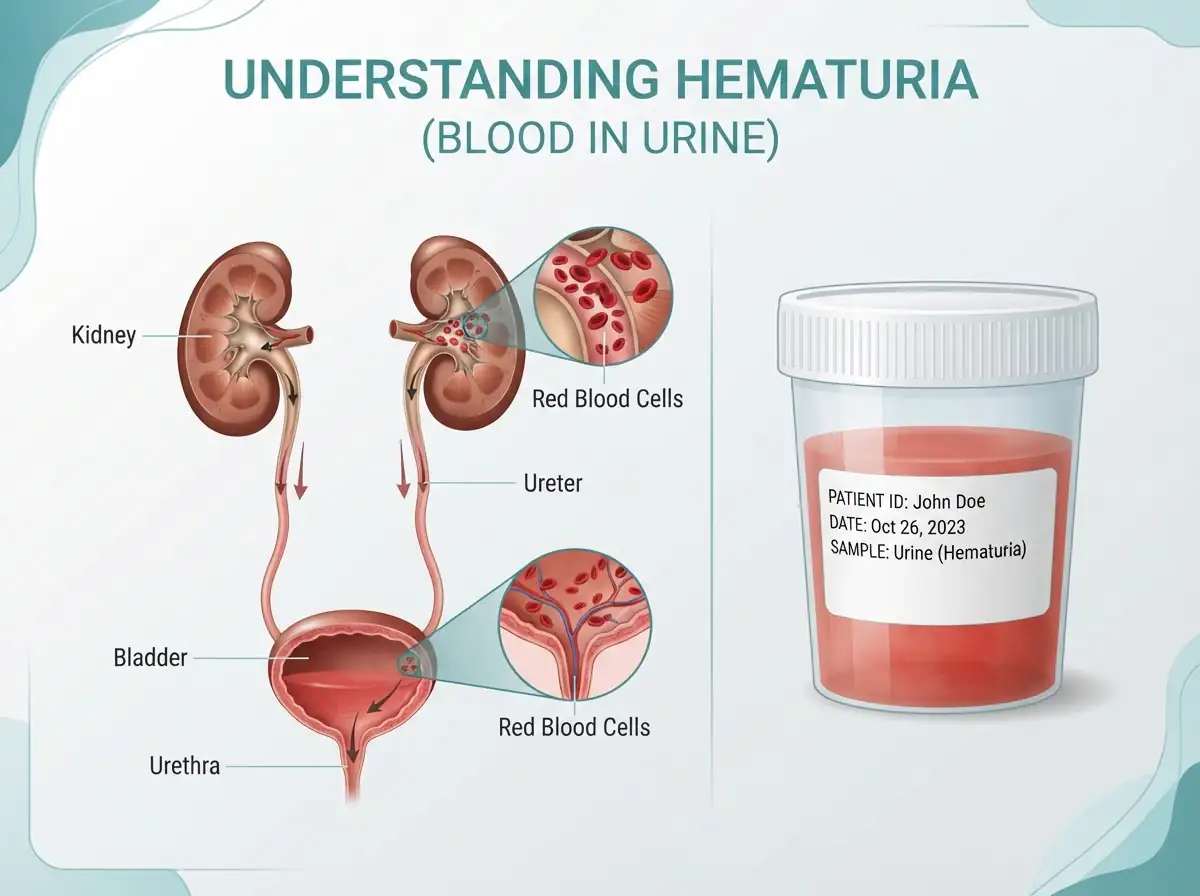 UNDERSTANDING HEMATURIA
(BLOOD IN URINE)
Kidney
Red Blood Cells
Ureter
Bladder
Red Blood Cells
Urethra
PATIENT ID: John Doe
DATE: Oct 26, 2023
SAMPLE: Urine (Hematuria)